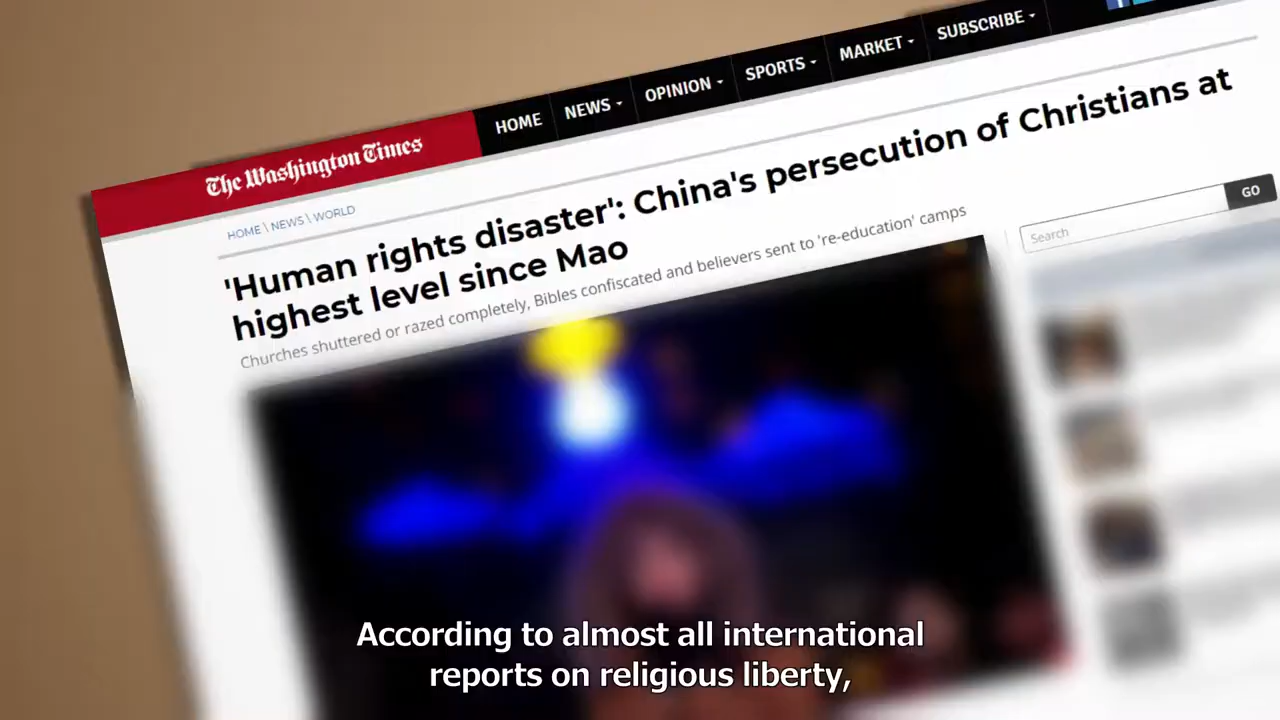 HOME NEWS OPINION SPORTS MARKET SUBSCRIBE
The Washington Times
HOME \ NEWS \ WORLD
'Human rights disaster': China's persecution of Christians at
highest level since Mao
Churches shuttered or razed completely, Bibles confiscated and believers sent to 're-education' camps
Search
GO
According to almost all international
reports on religious liberty,